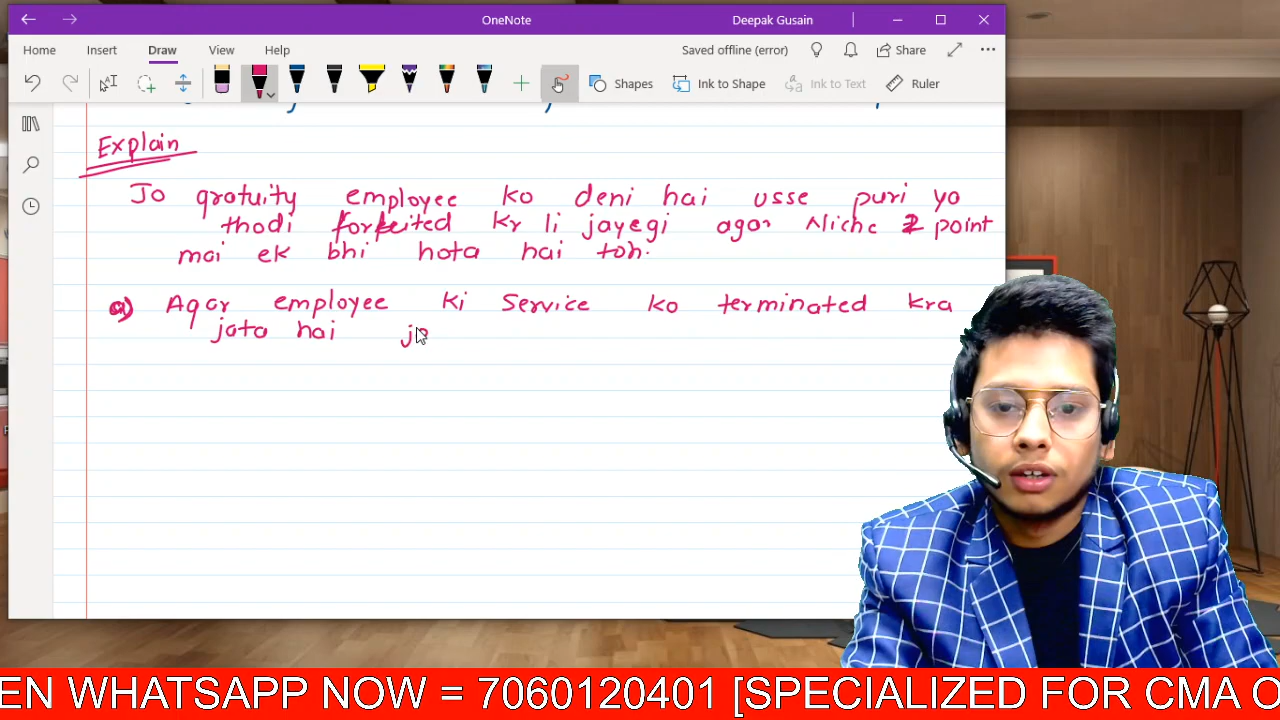 OneNote
Deepak Gusain
Home Insert Draw View Help
Saved offline (error)
Share
Shapes
Ink to Shape
Ink to Text
Ruler
Explain
Jo gratuity employee ko deni hai usse puri ya
thodi forfeited kr li jayegi agar Niche 2 point
mai ek bhi hota hai toh.
a) Agar employee ki Service ko terminated kra
jata hai jo
EN WHATSAPP NOW = 7060120401 [SPECIALIZED FOR CMA